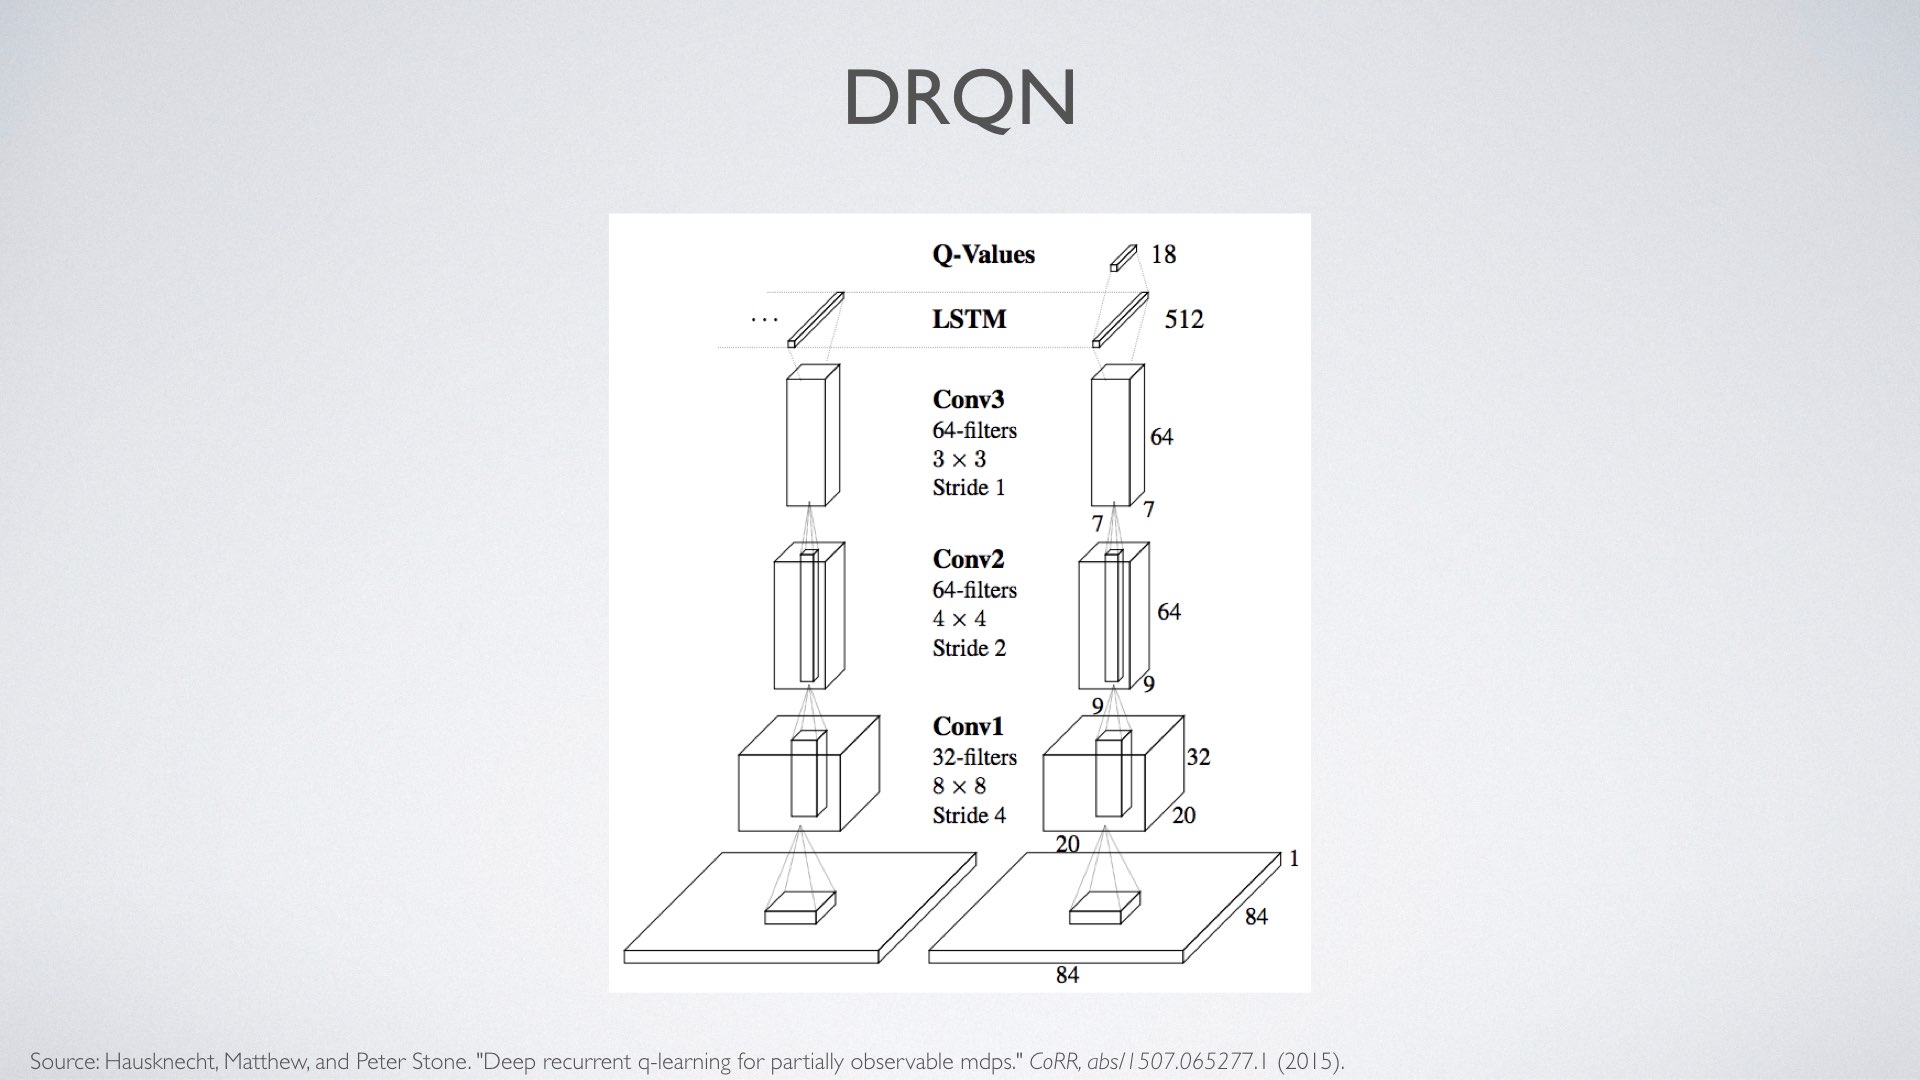 DRQN
Q-Values
18
. . .
LSTM
512
Conv3
64-filters
3 × 3
Stride 1
64
7
7
Conv2
64-filters
4 × 4
Stride 2
64
9
9
Conv1
32-filters
8 × 8
Stride 4
32
20
20
1
84
84
Source: Hausknecht, Matthew, and Peter Stone. "Deep recurrent q-learning for partially observable mdps." CoRR, abs/1507.065277.1 (2015).